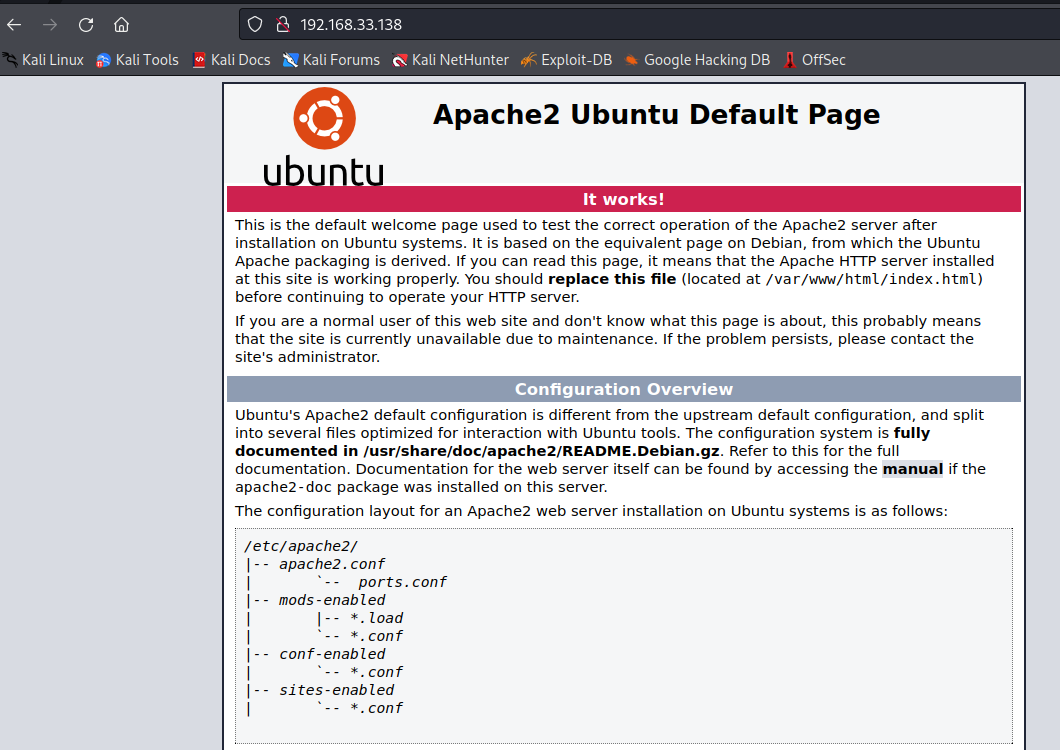 192.168.33.138
Kali Linux Kali Tools Kali Docs Kali Forums Kali NetHunter Exploit-DB Google Hacking DB OffSec
ubuntu
Apache2 Ubuntu Default Page
It works!
This is the default welcome page used to test the correct operation of the Apache2 server after
installation on Ubuntu systems. It is based on the equivalent page on Debian, from which the Ubuntu
Apache packaging is derived. If you can read this page, it means that the Apache HTTP server installed
at this site is working properly. You should replace this file (located at /var/www/html/index.html)
before continuing to operate your HTTP server.
If you are a normal user of this web site and don't know what this page is about, this probably means
that the site is currently unavailable due to maintenance. If the problem persists, please contact the
site's administrator.
Configuration Overview
Ubuntu's Apache2 default configuration is different from the upstream default configuration, and split
into several files optimized for interaction with Ubuntu tools. The configuration system is fully
documented in /usr/share/doc/apache2/README.Debian.gz. Refer to this for the full
documentation. Documentation for the web server itself can be found by accessing the manual if the
apache2-doc package was installed on this server.
The configuration layout for an Apache2 web server installation on Ubuntu systems is as follows:
/etc/apache2/
|-- apache2.conf
|       `--  ports.conf
|-- mods-enabled
|       |-- *.load
|       `-- *.conf
|-- conf-enabled
|       `-- *.conf
|-- sites-enabled
|       `-- *.conf